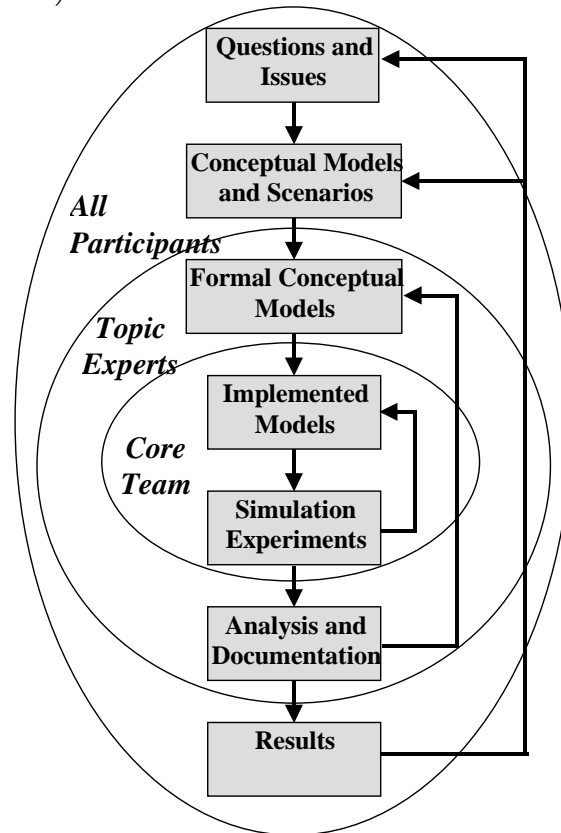 Questions and
Issues
Conceptual Models
and Scenarios
All
Participants
Formal Conceptual
Models
Topic
Experts
Implemented
Models
Core
Team
Simulation
Experiments
Analysis and
Documentation
Results